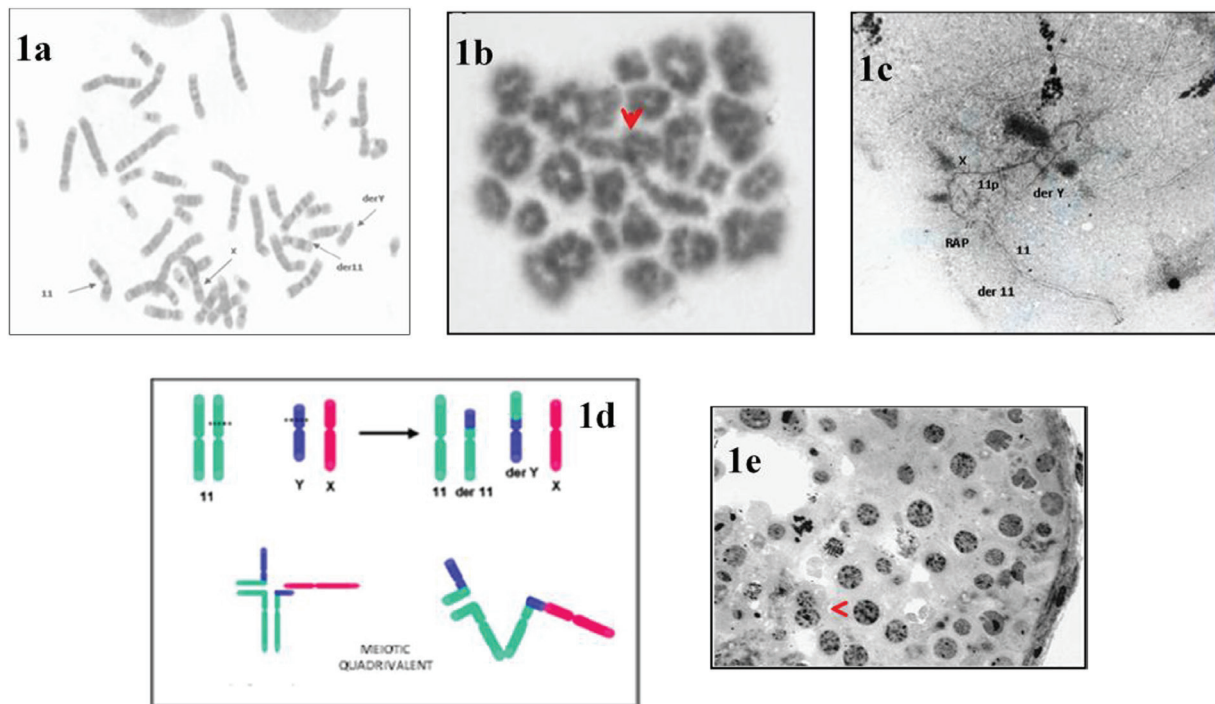 1a
derY
X
der11
11
1b
1c
X
11p
der Y
RAP
11
der 11
1d
11
Y
X
11
der 11
der Y
X
MEIOTIC
QUADRIVALENT
1e